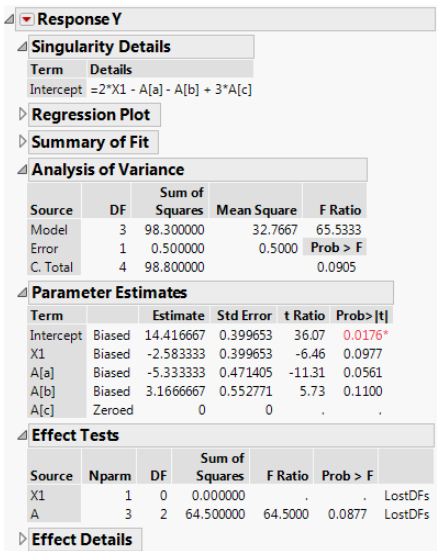 Response Y
Singularity Details
Term Details
Intercept =2*X1 - A[a] - A[b] + 3*A[c]
Regression Plot
Summary of Fit
Analysis of Variance
Sum of
Source DF Squares Mean Square F Ratio
Model 3 98.300000 32.7667 65.5333
Error 1 0.500000 0.5000 Prob > F
C. Total 4 98.800000 0.0905
Parameter Estimates
Term Estimate Std Error t Ratio Prob>|t|
Intercept Biased 14.416667 0.399653 36.07 0.0176*
X1 Biased -2.583333 0.399653 -6.46 0.0977
A[a] Biased -5.333333 0.471405 -11.31 0.0561
A[b] Biased 3.1666667 0.552771 5.73 0.1100
A[c] Zeroed 0 0 . .
Effect Tests
Sum of
Source Nparm DF Squares F Ratio Prob > F
X1 1 0 0.000000 . . LostDFs
A 3 2 64.500000 64.5000 0.0877 LostDFs
Effect Details